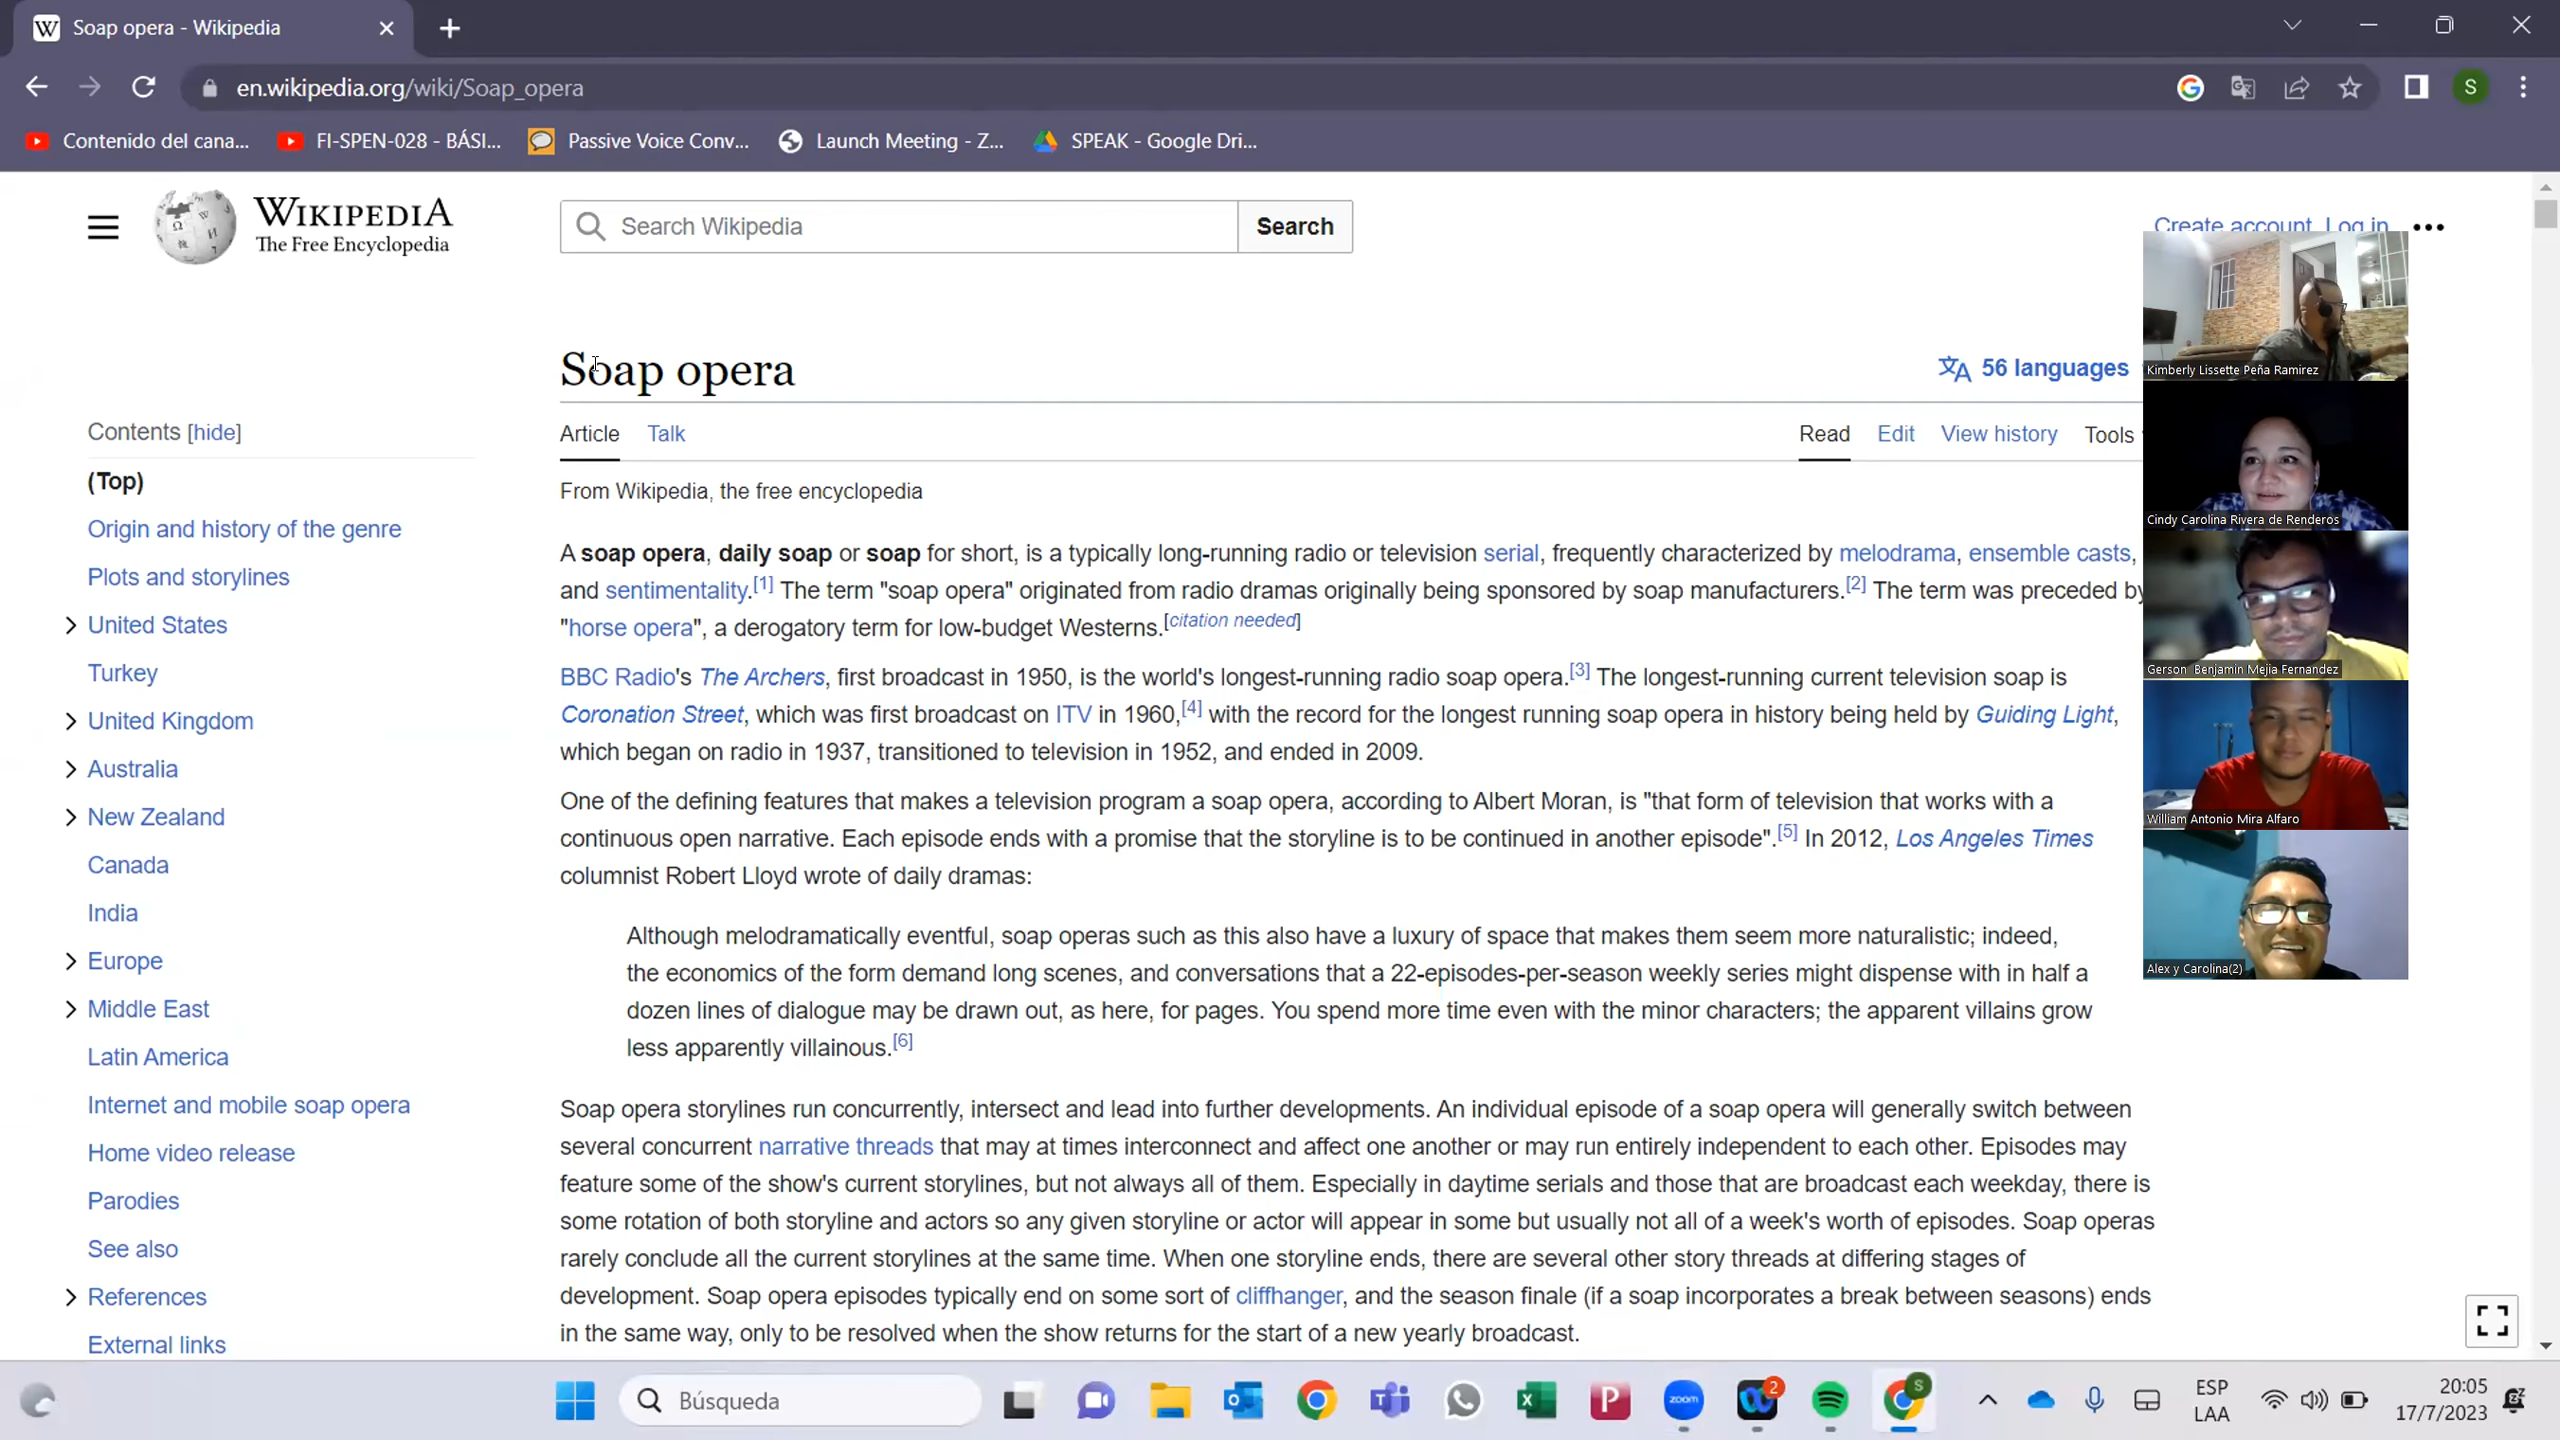 Soap opera - Wikipedia
en.wikipedia.org/wiki/Soap_opera
S
Contenido del cana...
FI-SPEN-028 - BÁSI...
Passive Voice Conv...
Launch Meeting - Z...
SPEAK - Google Dri...
WIKIPEDIA
The Free Encyclopedia
Search Wikipedia
Search
Create account Log in
Soap opera
56 languages
Article Talk
Read Edit View history Tools
From Wikipedia, the free encyclopedia
Contents [hide]
(Top)
Origin and history of the genre
Plots and storylines
United States
Turkey
United Kingdom
Australia
New Zealand
Canada
India
Europe
Middle East
Latin America
Internet and mobile soap opera
Home video release
Parodies
See also
References
External links
A soap opera, daily soap or soap for short, is a typically long-running radio or television serial, frequently characterized by melodrama, ensemble casts,
and sentimentality.[1] The term "soap opera" originated from radio dramas originally being sponsored by soap manufacturers.[2] The term was preceded by
"horse opera", a derogatory term for low-budget Westerns.[citation needed]
BBC Radio's The Archers, first broadcast in 1950, is the world's longest-running radio soap opera.[3] The longest-running current television soap is
Coronation Street, which was first broadcast on ITV in 1960,[4] with the record for the longest running soap opera in history being held by Guiding Light,
which began on radio in 1937, transitioned to television in 1952, and ended in 2009.
One of the defining features that makes a television program a soap opera, according to Albert Moran, is "that form of television that works with a
continuous open narrative. Each episode ends with a promise that the storyline is to be continued in another episode".[5] In 2012, Los Angeles Times
columnist Robert Lloyd wrote of daily dramas:
Although melodramatically eventful, soap operas such as this also have a luxury of space that makes them seem more naturalistic; indeed,
the economics of the form demand long scenes, and conversations that a 22-episodes-per-season weekly series might dispense with in half a
dozen lines of dialogue may be drawn out, as here, for pages. You spend more time even with the minor characters; the apparent villains grow
less apparently villainous.[6]
Soap opera storylines run concurrently, intersect and lead into further developments. An individual episode of a soap opera will generally switch between
several concurrent narrative threads that may at times interconnect and affect one another or may run entirely independent to each other. Episodes may
feature some of the show's current storylines, but not always all of them. Especially in daytime serials and those that are broadcast each weekday, there is
some rotation of both storyline and actors so any given storyline or actor will appear in some but usually not all of a week's worth of episodes. Soap operas
rarely conclude all the current storylines at the same time. When one storyline ends, there are several other story threads at differing stages of
development. Soap opera episodes typically end on some sort of cliffhanger, and the season finale (if a soap incorporates a break between seasons) ends
in the same way, only to be resolved when the show returns for the start of a new yearly broadcast.
Kimberly Lissette Peña Ramirez
Cindy Carolina Rivera de Renderos
Gerson Benjamin Mejia Fernandez
William Antonio Mira Alfaro
Alex y Carolina(2)
Búsqueda
zoom
2
S
ESP
LAA
20:05
17/7/2023